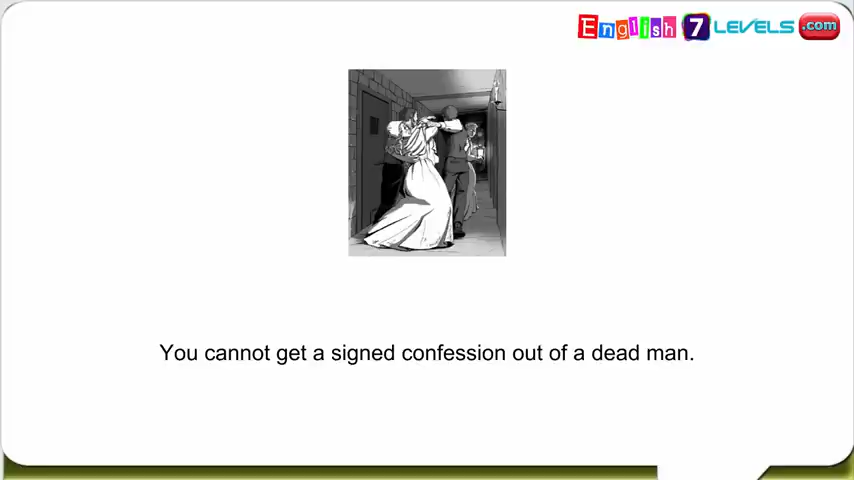 English 7 LEVELS .com
You cannot get a signed confession out of a dead man.